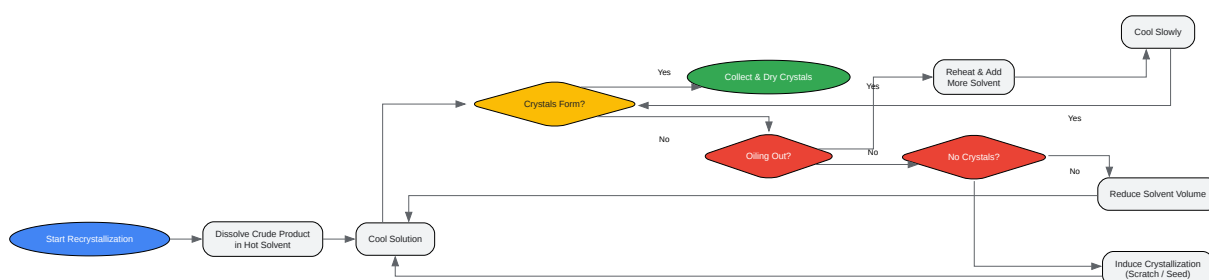 Cool Slowly
Yes
Collect & Dry Crystals
Reheat & Add
More Solvent
Yes
Crystals Form?
Yes
No
Oiling Out?
No
No Crystals?
No
Reduce Solvent Volume
Start Recrystallization
Dissolve Crude Product
in Hot Solvent
Cool Solution
Induce Crystallization
(Scratch / Seed)